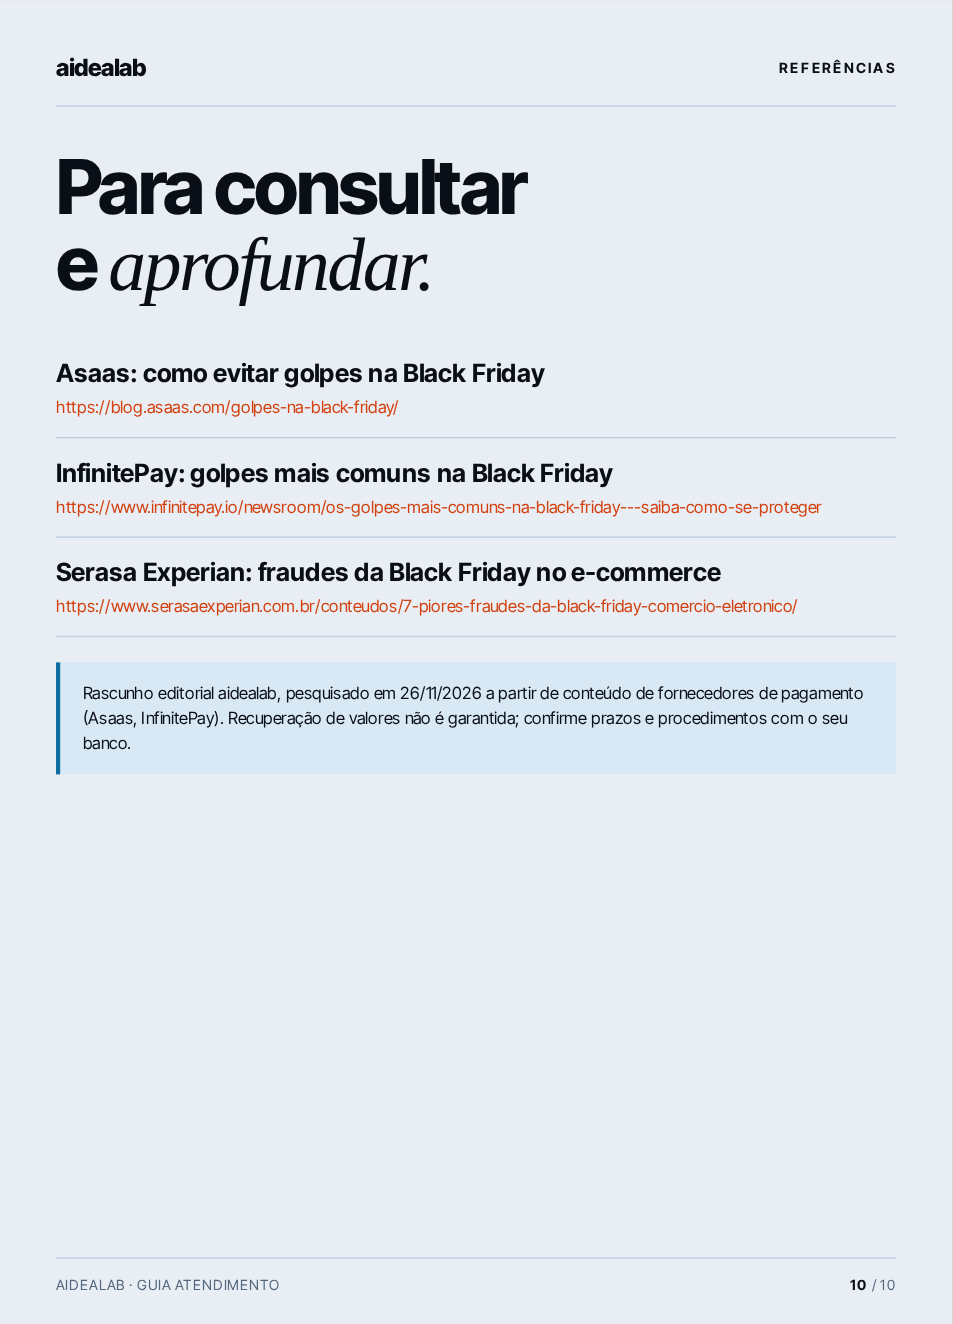 aidealab
REFERÊNCIAS
Para consultar
e aprofundar.
Asaas: como evitar golpes na Black Friday
https://blog.asaas.com/golpes-na-black-friday/
InfinitePay: golpes mais comuns na Black Friday
https://www.infinitepay.io/newsroom/os-golpes-mais-comuns-na-black-friday---saiba-como-se-proteger
Serasa Experian: fraudes da Black Friday no e-commerce
https://www.serasaexperian.com.br/conteudos/7-piores-fraudes-da-black-friday-comercio-eletronico/
Rascunho editorial aidealab, pesquisado em 26/11/2026 a partir de conteúdo de fornecedores de pagamento
(Asaas, InfinitePay). Recuperação de valores não é garantida; confirme prazos e procedimentos com o seu
banco.
AIDEALAB · GUIA ATENDIMENTO
10 / 10